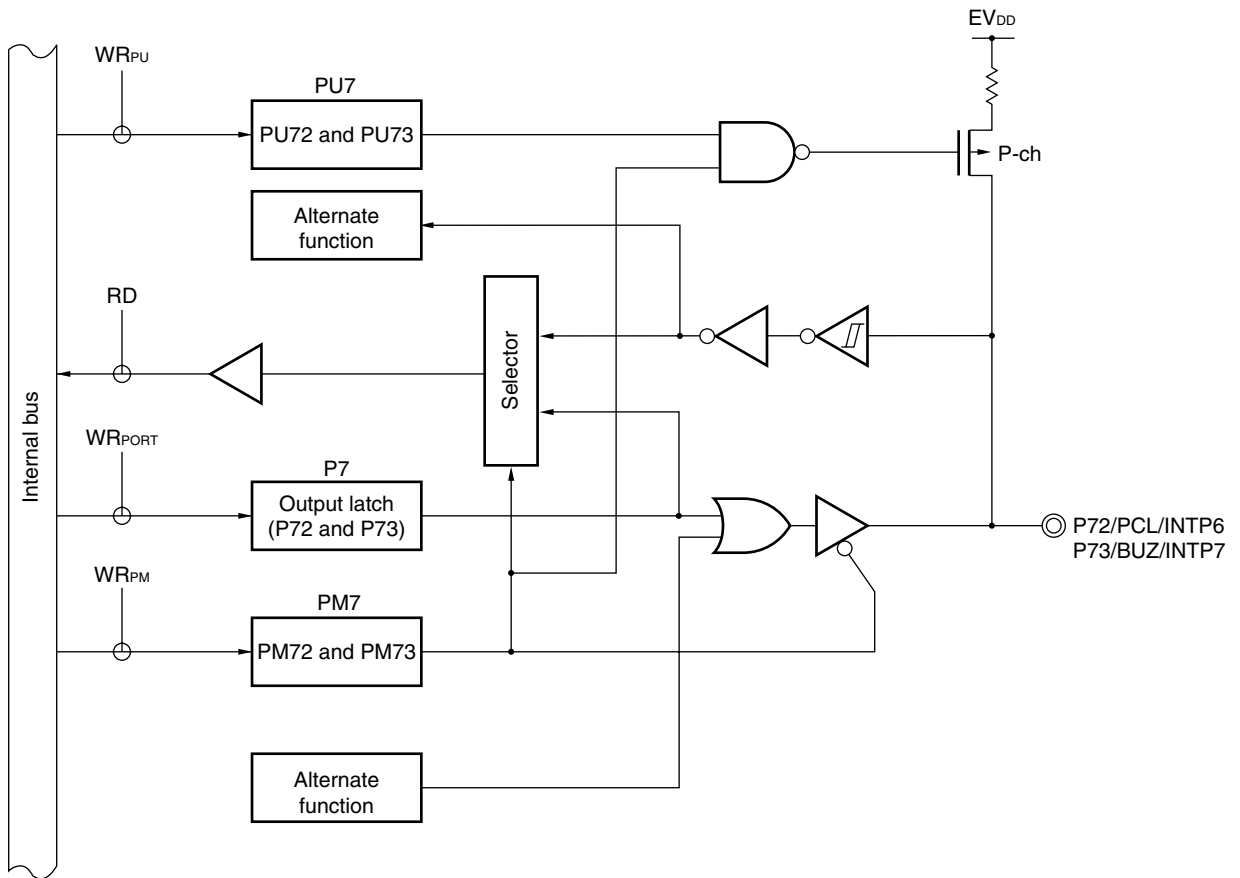 EVDD
WRPU
PU7
PU72 and PU73
P-ch
Alternate
function
RD
Selector
Internal bus
WRPORT
P7
Output latch
(P72 and P73)
P72/PCL/INTP6
P73/BUZ/INTP7
WRPM
PM7
PM72 and PM73
Alternate
function